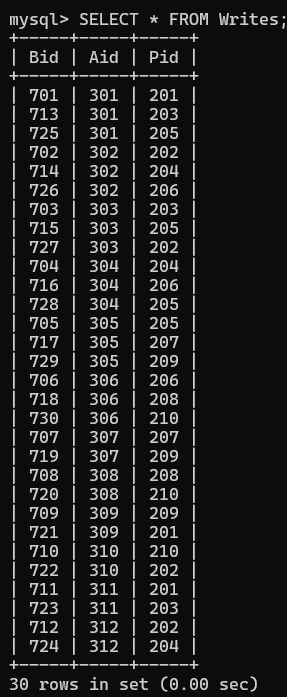 mysql> SELECT * FROM Writes;
+-----+-----+-----+
| Bid | Aid | Pid |
+-----+-----+-----+
| 701 | 301 | 201 |
| 713 | 301 | 203 |
| 725 | 301 | 205 |
| 702 | 302 | 202 |
| 714 | 302 | 204 |
| 726 | 302 | 206 |
| 703 | 303 | 203 |
| 715 | 303 | 205 |
| 727 | 303 | 202 |
| 704 | 304 | 204 |
| 716 | 304 | 206 |
| 728 | 304 | 205 |
| 705 | 305 | 205 |
| 717 | 305 | 207 |
| 729 | 305 | 209 |
| 706 | 306 | 206 |
| 718 | 306 | 208 |
| 730 | 306 | 210 |
| 707 | 307 | 207 |
| 719 | 307 | 209 |
| 708 | 308 | 208 |
| 720 | 308 | 210 |
| 709 | 309 | 209 |
| 721 | 309 | 201 |
| 710 | 310 | 210 |
| 722 | 310 | 202 |
| 711 | 311 | 201 |
| 723 | 311 | 203 |
| 712 | 312 | 202 |
| 724 | 312 | 204 |
+-----+-----+-----+
30 rows in set (0.00 sec)